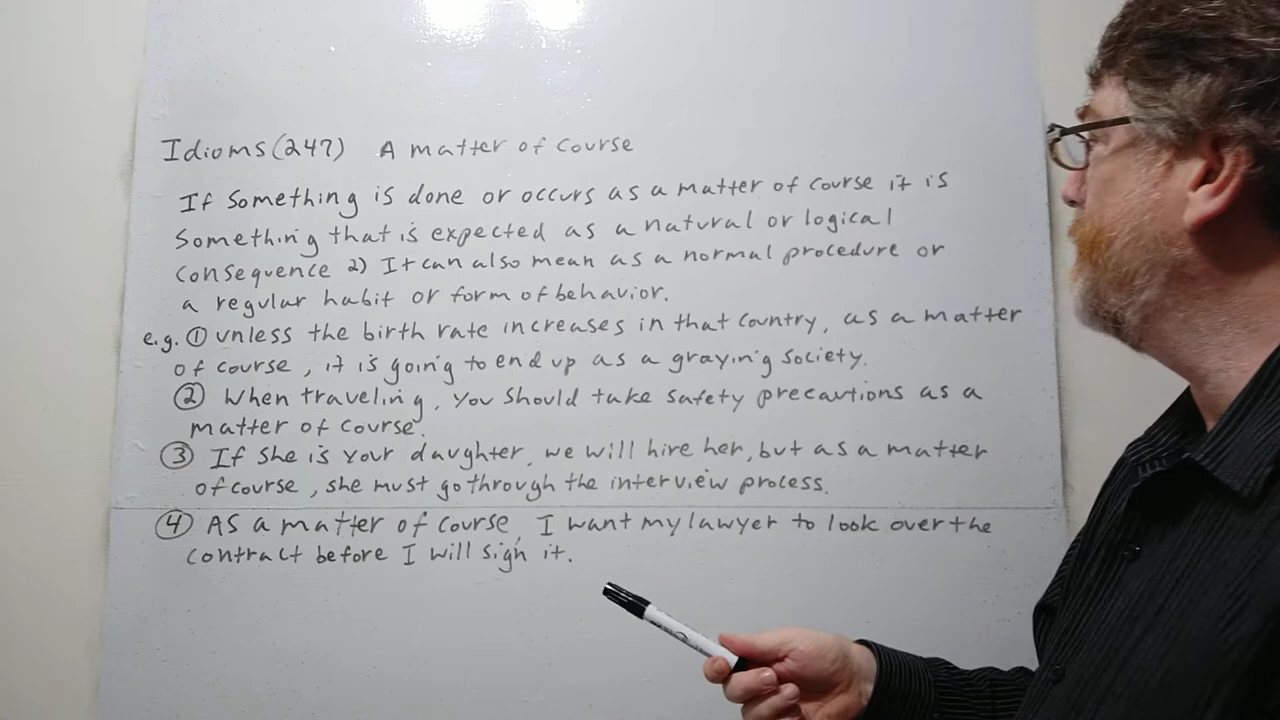 Idioms (247) A matter of course
If something is done or occurs as a matter of course it is
something that is expected as a natural or logical
consequence 2) It can also mean as a normal procedure or
a regular habit or form of behavior.
e.g. ① unless the birth rate increases in that country, as a matter
of course, it is going to end up as a graying society.
② When traveling, you should take safety precautions as a
matter of course.
③ If she is your daughter, we will hire her, but as a matter
of course, she must go through the interview process.
④ As a matter of course, I want my lawyer to look over the
contract before I will sign it.